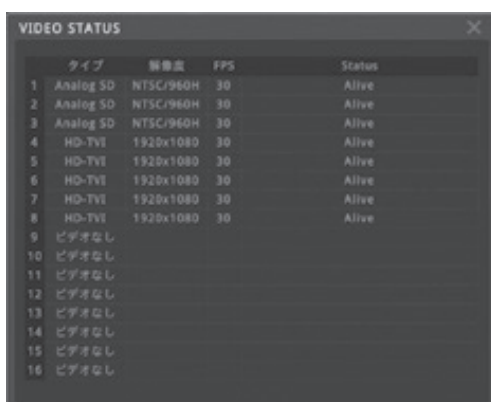 VIDEO STATUS
タイプ 解像度 FPS Status
1 Analog SD NTSC/960H 30 Alive
2 Analog SD NTSC/960H 30 Alive
3 Analog SD NTSC/960H 30 Alive
4 HD-TVI 1920x1080 30 Alive
5 HD-TVI 1920x1080 30 Alive
6 HD-TVI 1920x1080 30 Alive
7 HD-TVI 1920x1080 30 Alive
8 HD-TVI 1920x1080 30 Alive
9 ビデオなし
10 ビデオなし
11 ビデオなし
12 ビデオなし
13 ビデオなし
14 ビデオなし
15 ビデオなし
16 ビデオなし